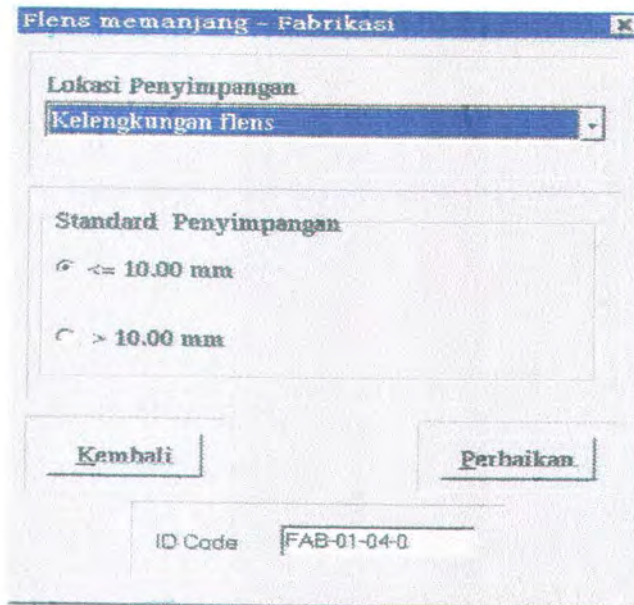 Flens memanjang - Fabrikasi
Lokasi Penyimpangan
Kelengkungan flens
Standard Penyimpangan
<= 10.00 mm
> 10.00 mm
Kembali
Perbaikan
ID Code FAB-01-04-0